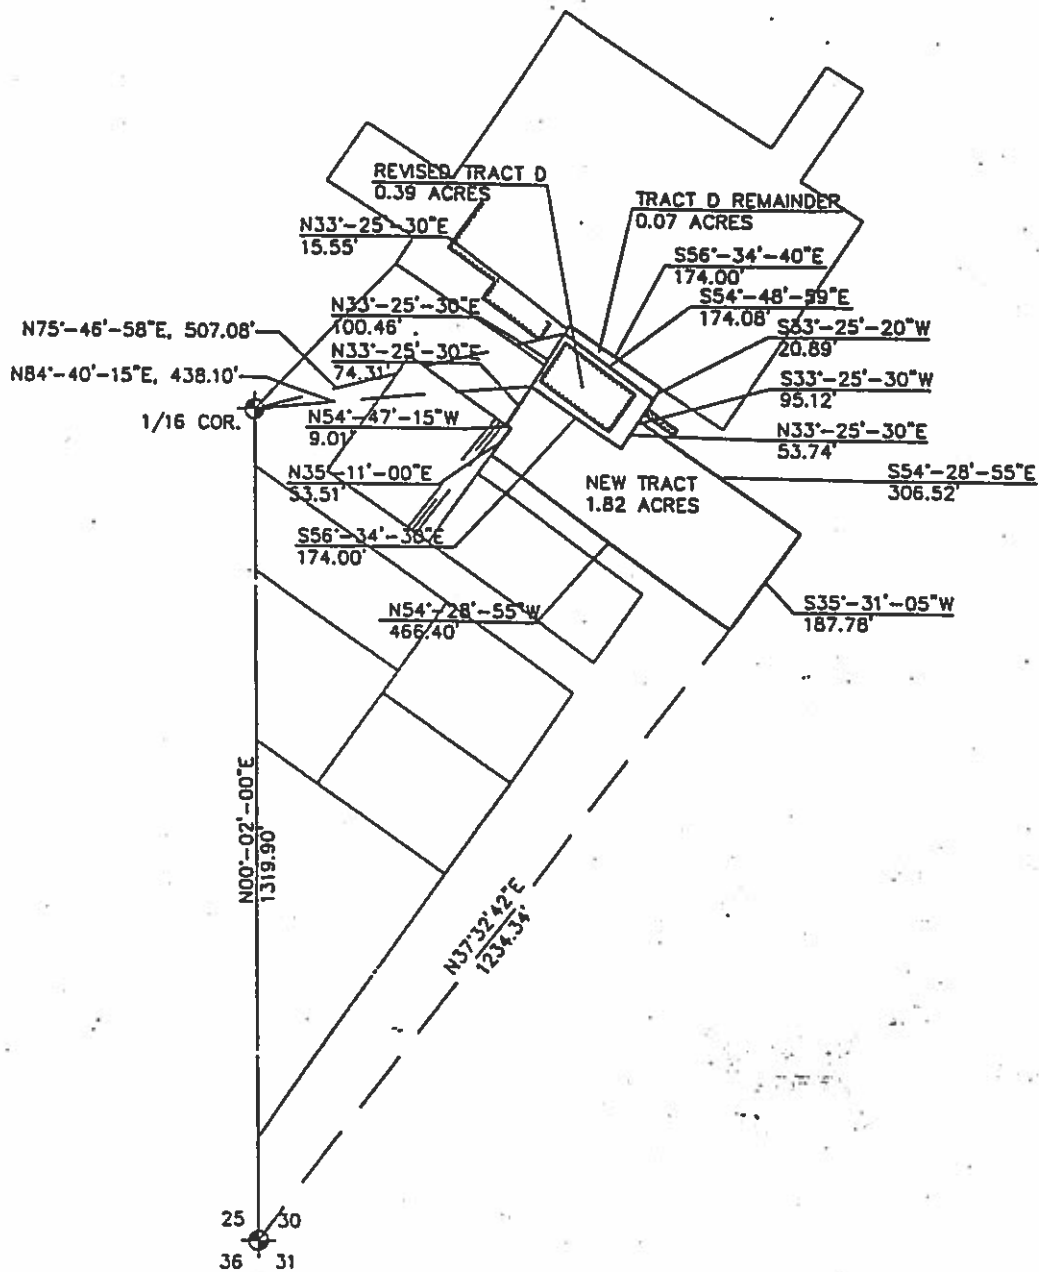 REVISED TRACT D
0.39 ACRES
TRACT D REMAINDER
0.07 ACRES
N33°-25'-30"E
15.55'
S56°-34'-40"E
174.00'
S54°-48'-59"E
174.08'
N33°-25'-30"E
100.46'
N75°-46'-58"E, 507.08'
S33°-25'-20"W
20.89'
N33°-25'-30"E
74.31'
N84°-40'-15"E, 438.10'
S33°-25'-30"W
95.12'
1/16 COR.
N54°-47'-15"W
9.01'
N33°-25'-30"E
53.74'
N35°-11'-00"E
53.51'
NEW TRACT
1.82 ACRES
S54°-28'-55"E
306.52'
S56°-34'-30"E
174.00'
N54°-28'-55"W
466.40'
S35°-31'-05"W
187.78'
N00°-02'-00"E
1319.90'
N37°32'42"E
1234.34'
25 30
36 31